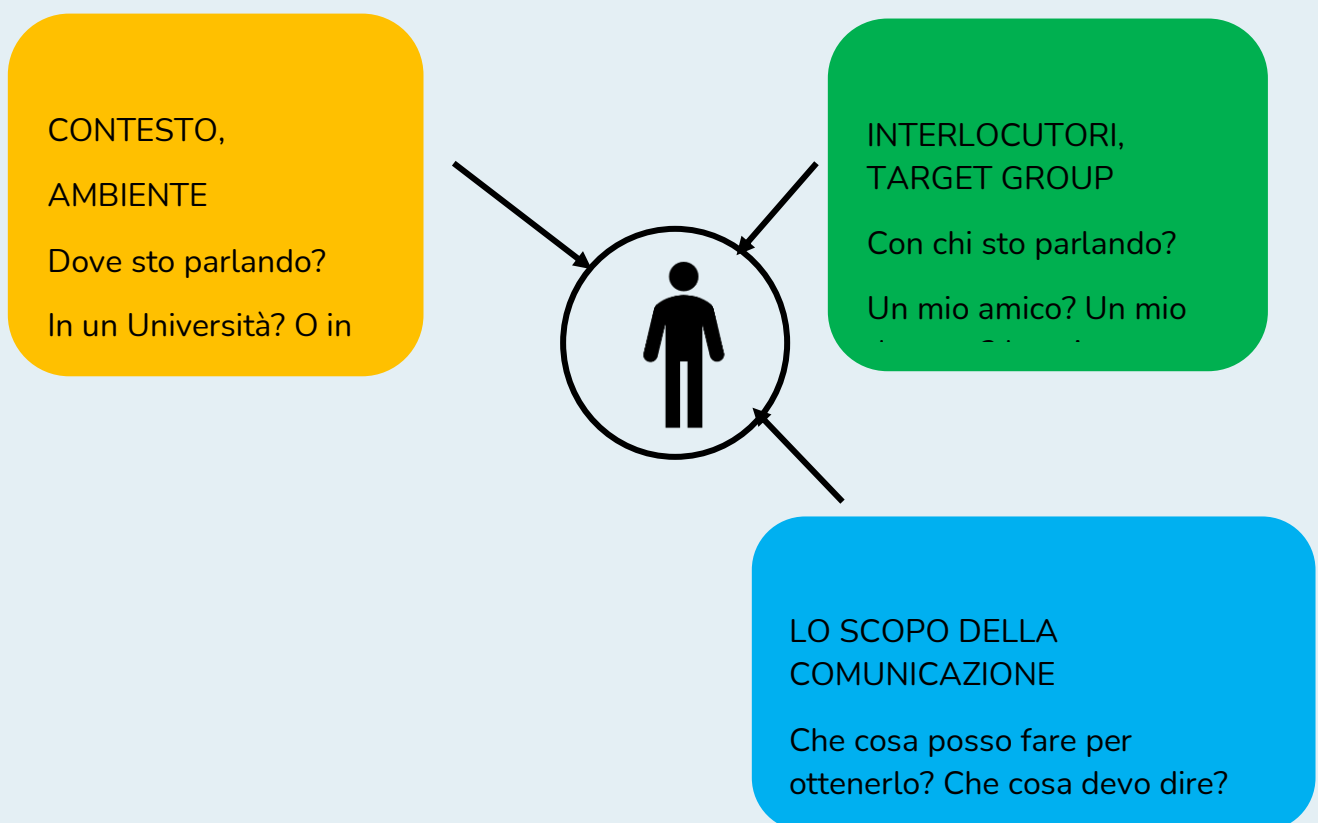 CONTESTO,
AMBIENTE
Dove sto parlando?
In un Università? O in
INTERLOCUTORI,
TARGET GROUP
Con chi sto parlando?
Un mio amico? Un mio
LO SCOPO DELLA
COMUNICAZIONE
Che cosa posso fare per
ottenerlo? Che cosa devo dire?